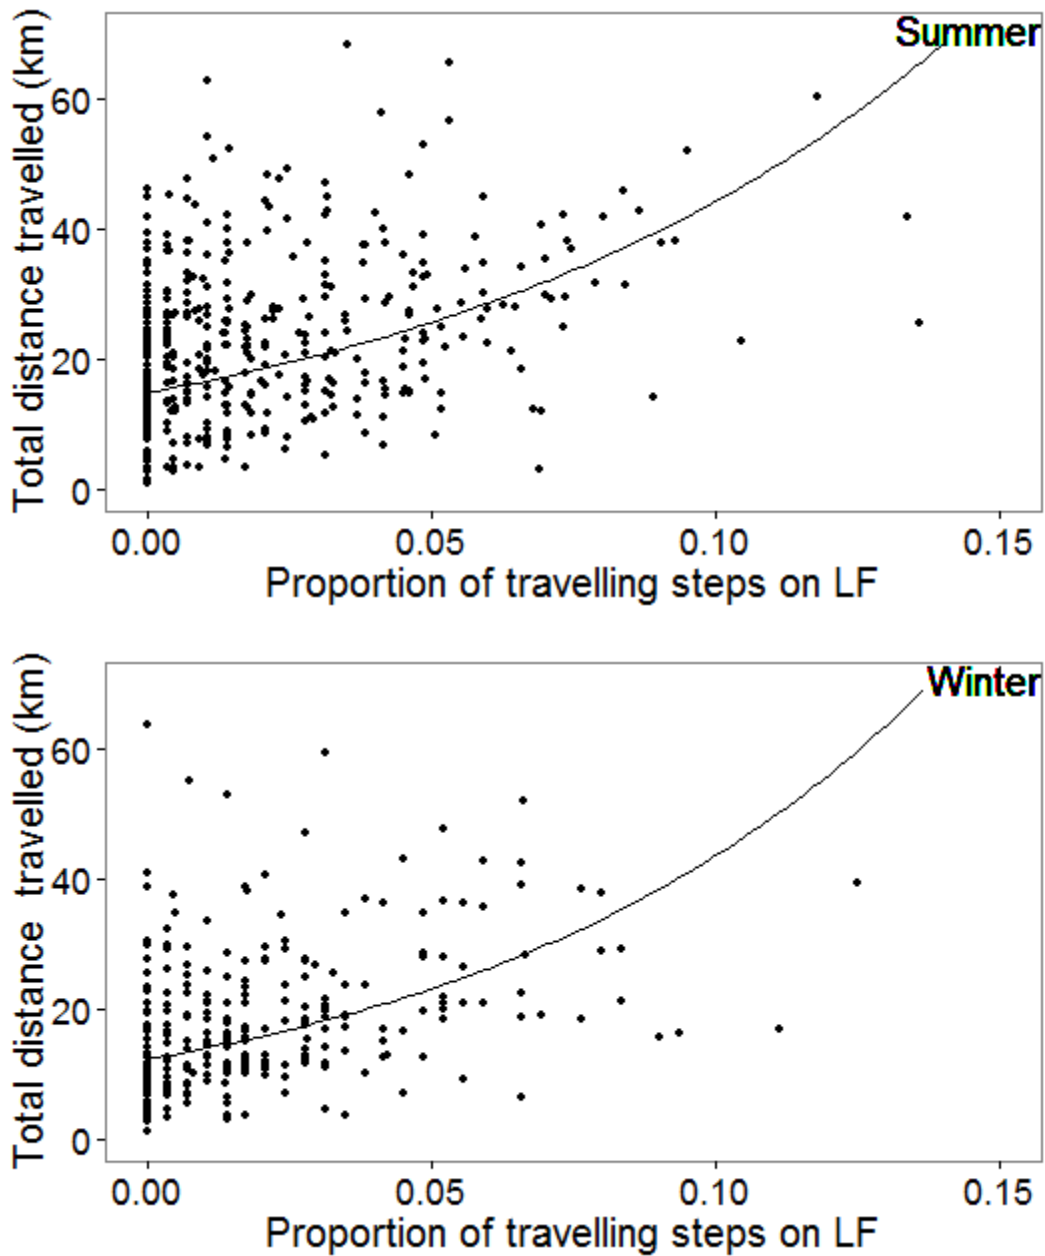 Summer
Total distance travelled (km)
60
40
20
0
0.00 0.05 0.10 0.15
Proportion of travelling steps on LF
Winter
Total distance  travelled (km)
60
40
20
0
0.00 0.05 0.10 0.15
Proportion of travelling steps on LF